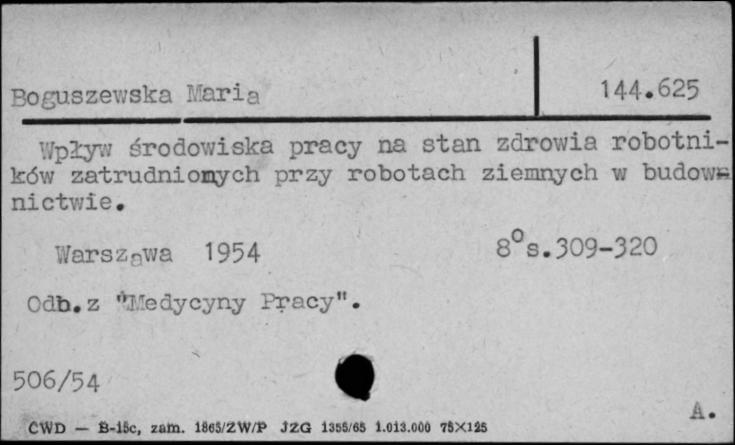 Boguszewska Maria 144.625
Wpływ środowiska pracy na stan zdrowia robotni-
ków zatrudnionych przy robotach ziemnych w budow-
nictwie.
Warszawa 1954 8° s.309-320
Odb.z "Medycyny Pracy".
506/54
A.
CWD — B-15c, zam. 1865/ZW/P JZG 1355/65 1.013.000 75×125